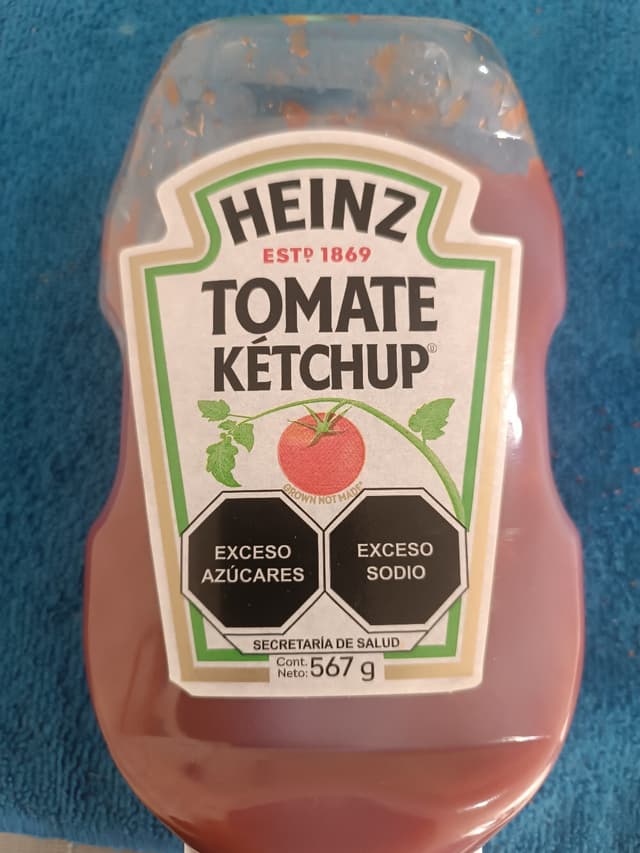 HEINZ
ESTD 1869
TOMATE
KÉTCHUP®
GROWN NOT MADE®
EXCESO
AZÚCARES
EXCESO
SODIO
SECRETARÍA DE SALUD
Cont.
Neto: 567 g